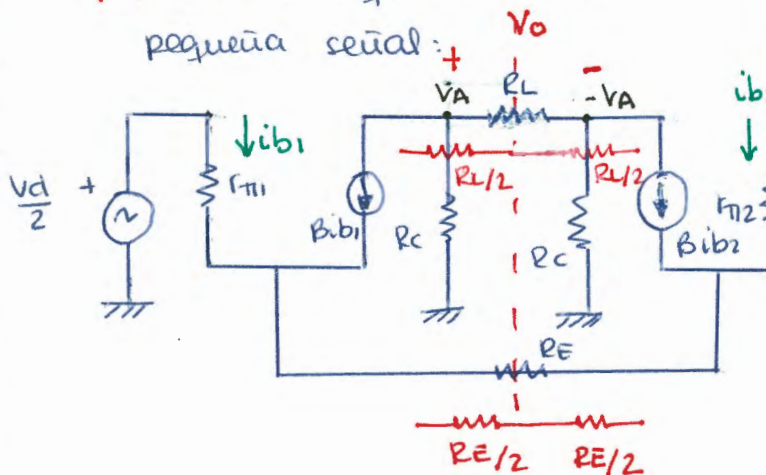 Vo
pequeña señal:
+ -
VA RL -VA
ib1
ib
Vd/2 +
rπ1
RL/2 RL/2
Bib1
Rc
Rc
Bib2
rπ2
RE
RE/2 RE/2